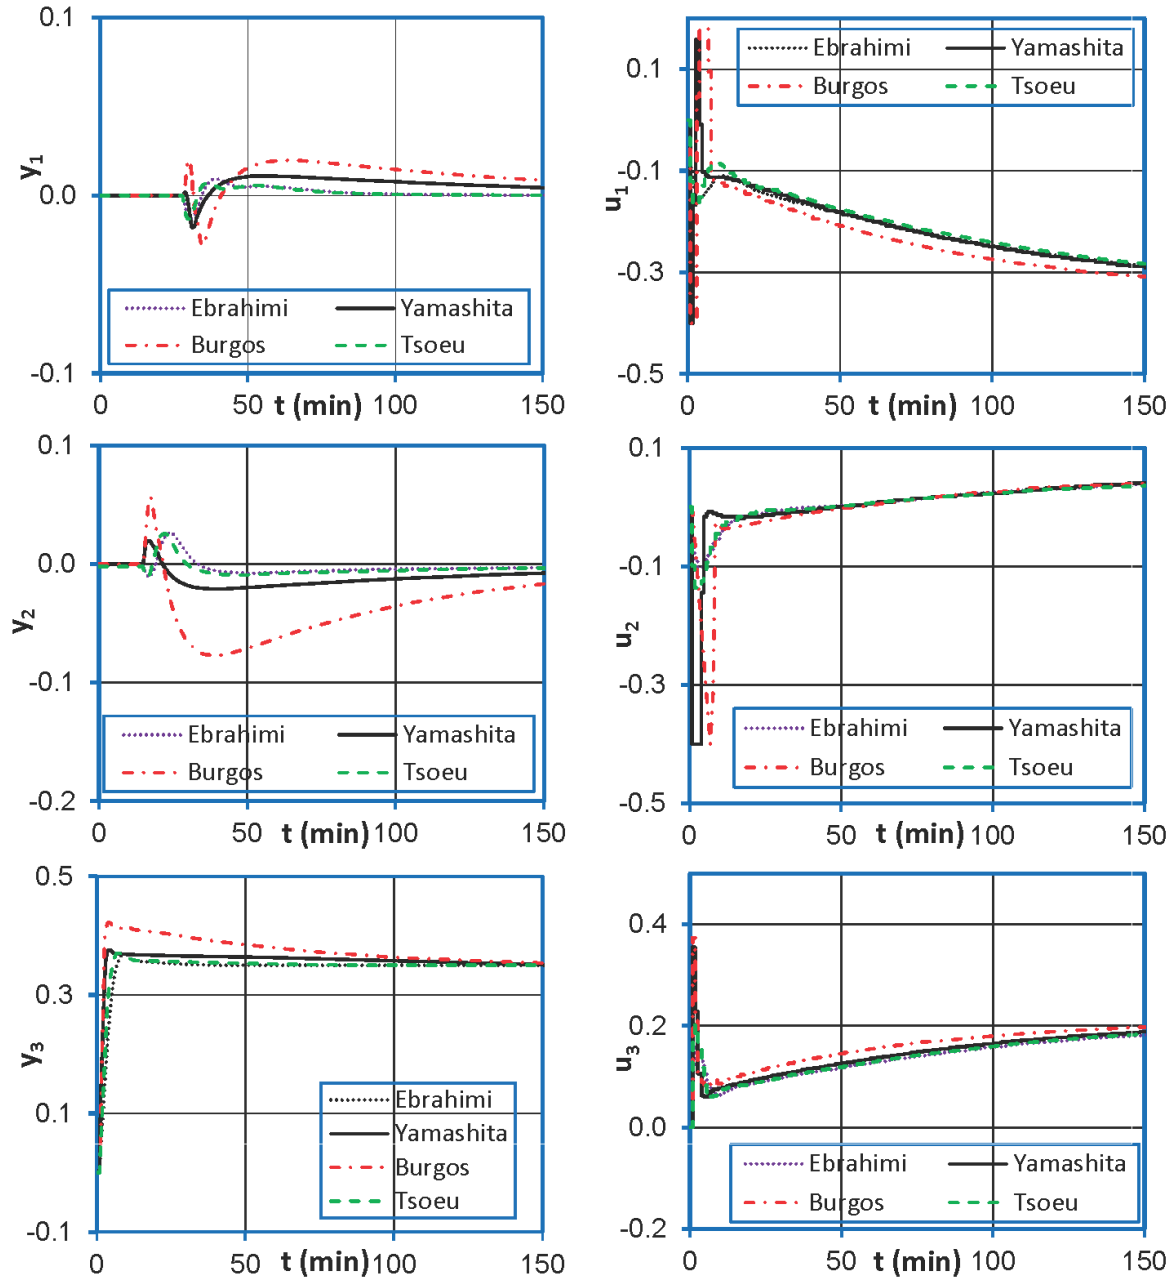 0.1
0.0
-0.1
y1
0
50
100
150
t (min)
Ebrahimi
Yamashita
Burgos
Tsoeu
0.1
-0.1
-0.3
-0.5
u1
0
50
100
150
t (min)
Ebrahimi
Yamashita
Burgos
Tsoeu
0.1
0.0
-0.1
-0.2
y2
0
50
100
150
t (min)
Ebrahimi
Yamashita
Burgos
Tsoeu
0.1
-0.1
-0.3
-0.5
u2
0
50
100
150
t (min)
Ebrahimi
Yamashita
Burgos
Tsoeu
0.5
0.3
0.1
-0.1
y3
0
50
100
150
t (min)
Ebrahimi
Yamashita
Burgos
Tsoeu
0.4
0.2
0.0
-0.2
u3
0
50
100
150
t (min)
Ebrahimi
Yamashita
Burgos
Tsoeu